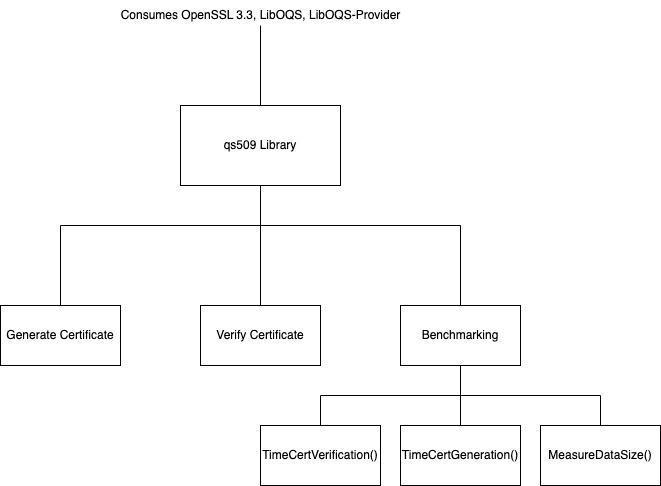 Consumes OpenSSL 3.3, LibOQS, LibOQS-Provider
qs509 Library
Generate Certificate
Verify Certificate
Benchmarking
TimeCertVerification()
TimeCertGeneration()
MeasureDataSize()